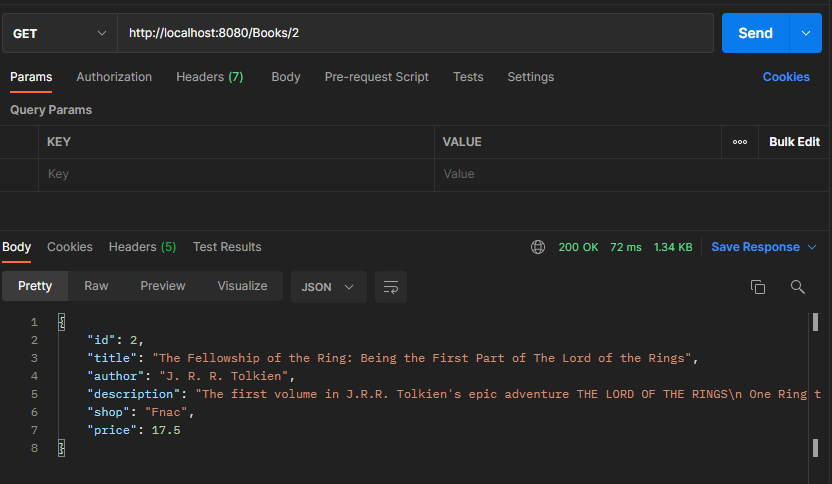 GET http://localhost:8080/Books/2 Send
Params Authorization Headers (7) Body Pre-request Script Tests Settings Cookies
Query Params
KEY VALUE ooo Bulk Edit
Key Value
Body Cookies Headers (5) Test Results 200 OK 72 ms 1.34 KB Save Response
Pretty Raw Preview Visualize JSON
1 {
2 "id": 2,
3 "title": "The Fellowship of the Ring: Being the First Part of The Lord of the Rings",
4 "author": "J. R. R. Tolkien",
5 "description": "The first volume in J.R.R. Tolkien's epic adventure THE LORD OF THE RINGS\n One Ring t
6 "shop": "Fnac",
7 "price": 17.5
8 }